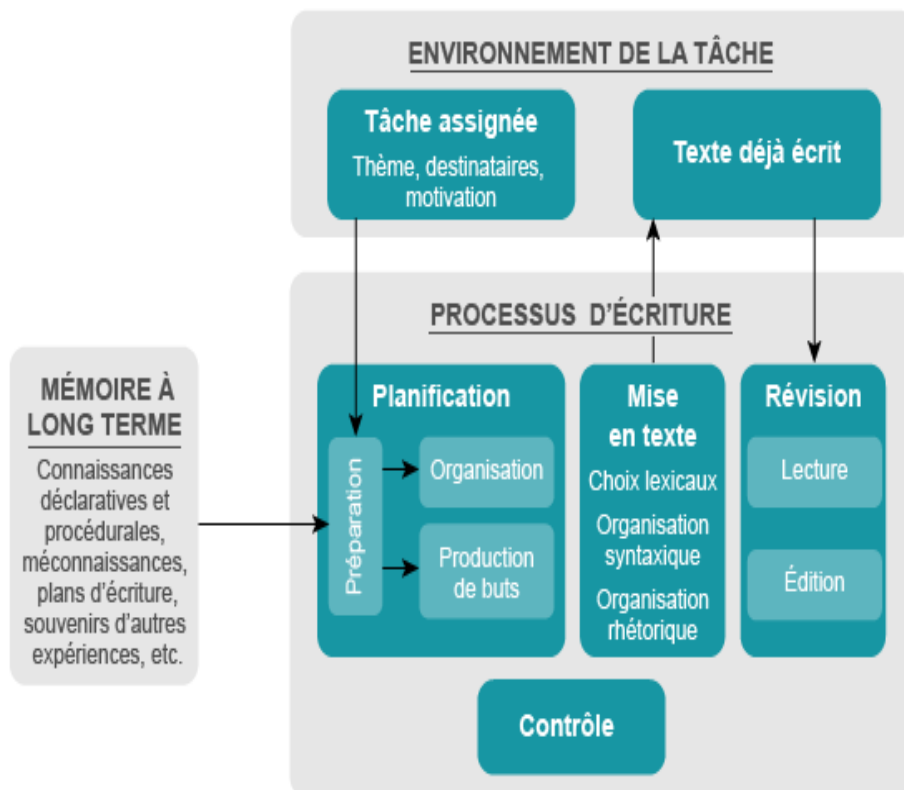 ENVIRONNEMENT DE LA TÂCHE
Tâche assignée
Thème, destinataires,
motivation
Texte déjà écrit
PROCESSUS D'ÉCRITURE
MÉMOIRE À
LONG TERME
Connaissances
déclaratives et
procédurales,
méconnaissances,
plans d'écriture,
souvenirs d'autres
expériences, etc.
Planification
Préparation
Organisation
Production
de buts
Mise
en texte
Choix lexicaux
Organisation
syntaxique
Organisation
rhétorique
Révision
Lecture
Édition
Contrôle